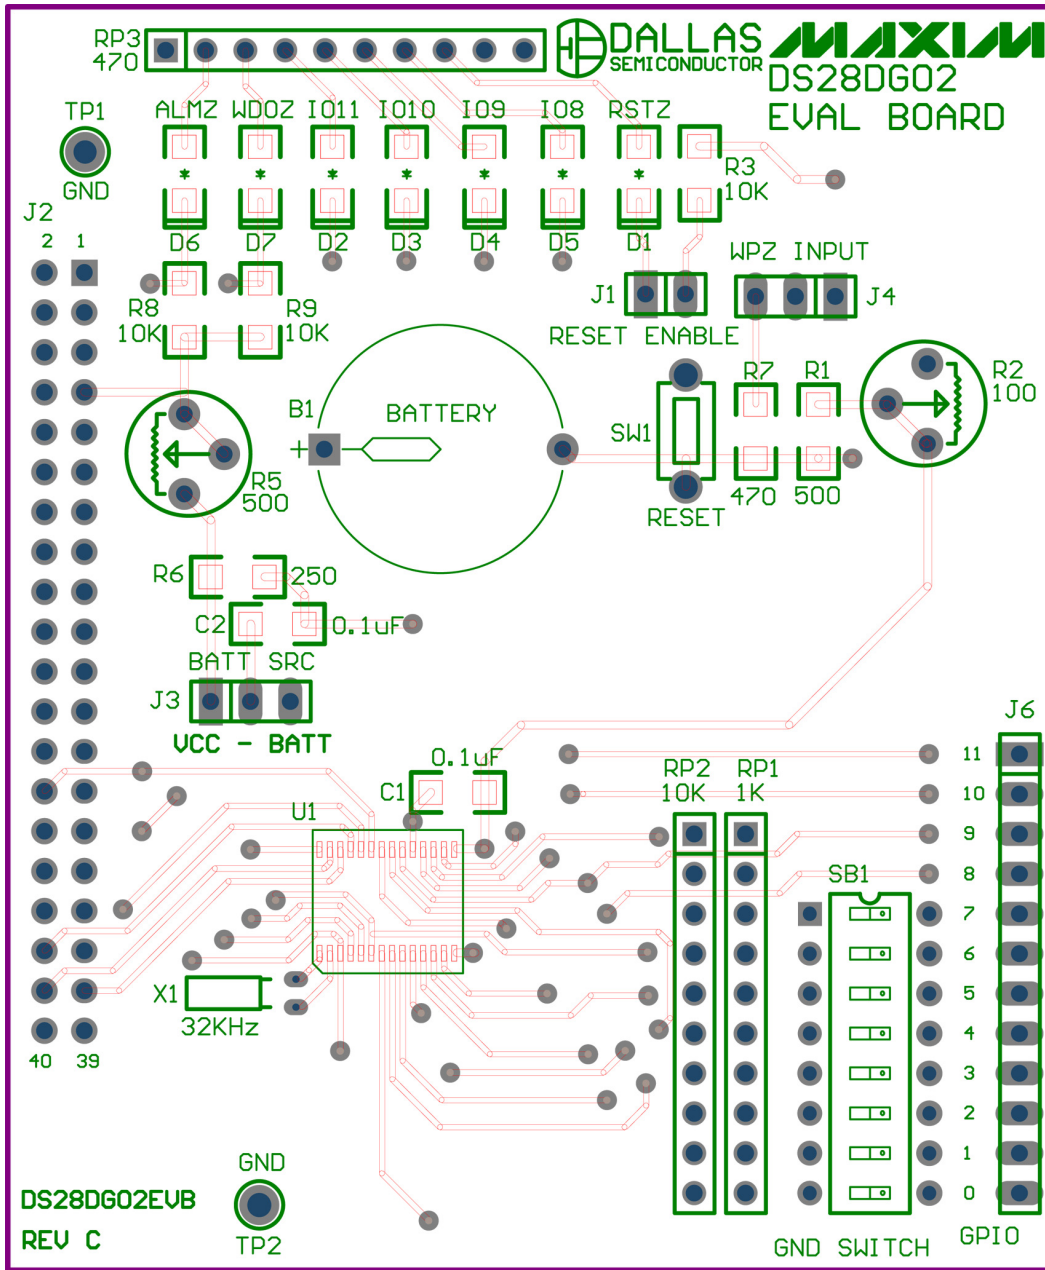 RP3
470
DALLAS
SEMICONDUCTOR
MAXIM
DS28DG02
EVAL BOARD
TP1
GND
ALMZ WDOZ IO11 IO10 IO9 IO8 RSTZ
* * * * * * *
R3
10K
J2
2 1
D6 D7 D2 D3 D4 D5 D1
WPZ INPUT
J1
J4
R8
10K
R9
10K
RESET ENABLE
R7 R1
R2
100
B1
BATTERY
+
SW1
R5
500
470 500
RESET
R6
250
C2
0.1uF
BATT SRC
J3
VCC - BATT
J6
0.1uF
C1
RP2
10K
RP1
1K
11
10
9
8
7
6
5
4
3
2
1
0
U1
SB1
X1
32KHz
40 39
GND
TP2
DS28DG02EVB
REV C
GND SWITCH
GPIO